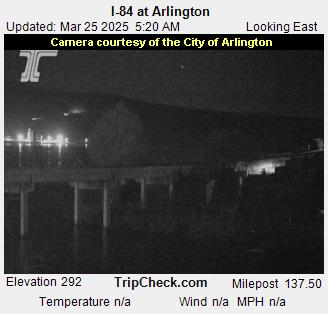 I-84 at Arlington
Updated: Mar 25 2025 5:20 AM Looking East
Camera courtesy of the City of Arlington
Elevation 292 TripCheck.com Milepost 137.50
Temperature n/a Wind n/a MPH n/a